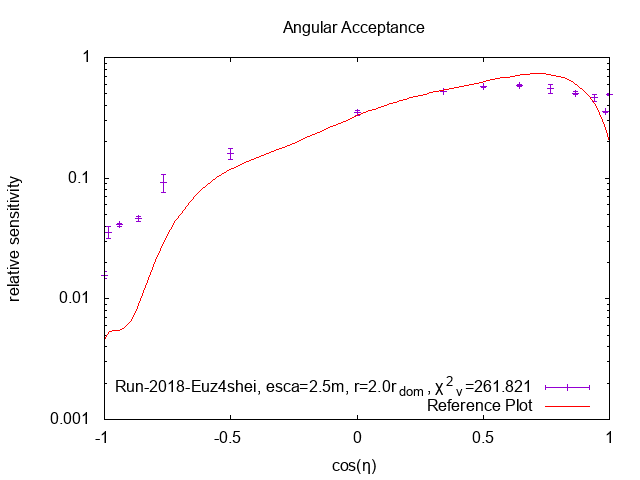 Angular Acceptance
relative sensitivity
1
0.1
0.01
0.001
Run-2018-Euz4shei, esca=2.5m, r=2.0r_dom, χ²_ν=261.821
Reference Plot
-1 -0.5 0 0.5 1
cos(η)